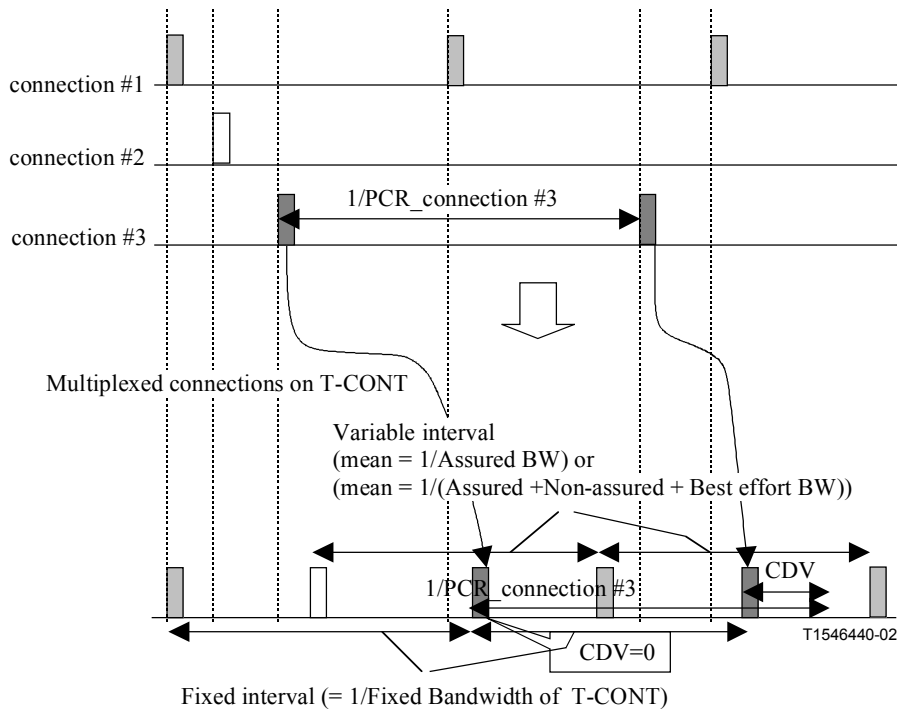 connection #1
connection #2
1/PCR_connection #3
connection #3
Multiplexed connections on T-CONT
Variable interval
(mean = 1/Assured BW) or
(mean = 1/(Assured +Non-assured + Best effort BW))
CDV
1/PCR_connection #3
T1546440-02
CDV=0
Fixed interval (= 1/Fixed Bandwidth of T-CONT)